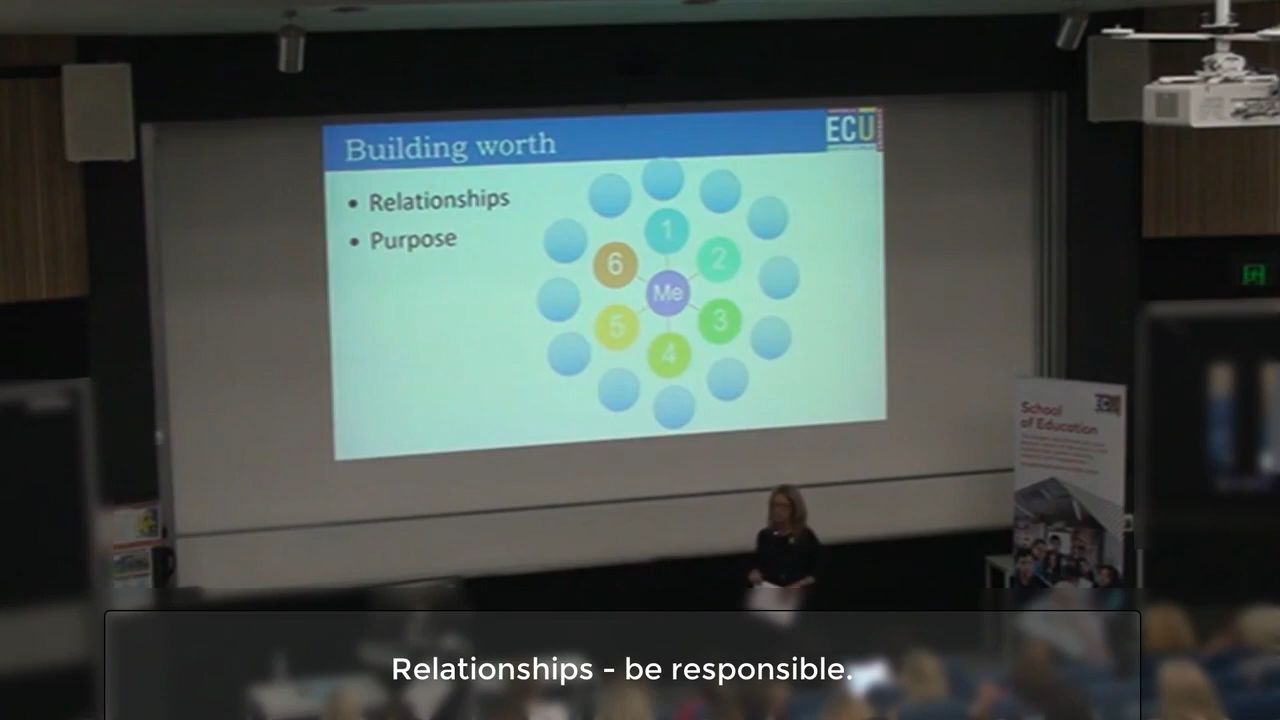 Building worth
ECU
• Relationships
• Purpose
1
2
3
4
5
6
Me
School
of Education
Relationships - be responsible.